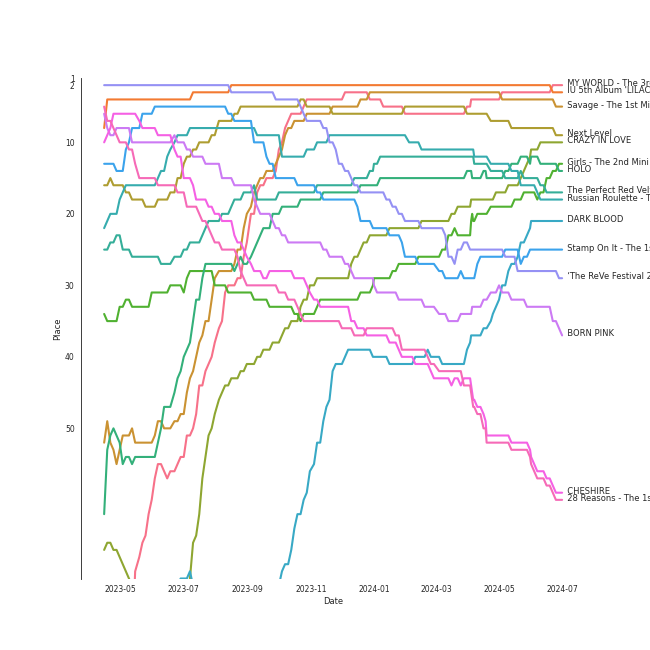 1
2
10
20
30
40
50
Place
2023-05
2023-07
2023-09
2023-11
2024-01
2024-03
2024-05
2024-07
Date
MY WORLD - The 3r
IU 5th Album 'LILAC
Savage - The 1st Mi
Next Level
CRAZY IN LOVE
Girls - The 2nd Mini
HOLO
The Perfect Red Vel
Russian Roulette - T
DARK BLOOD
Stamp On It - The 1s
'The ReVe Festival 2
BORN PINK
CHESHIRE
28 Reasons - The 1s